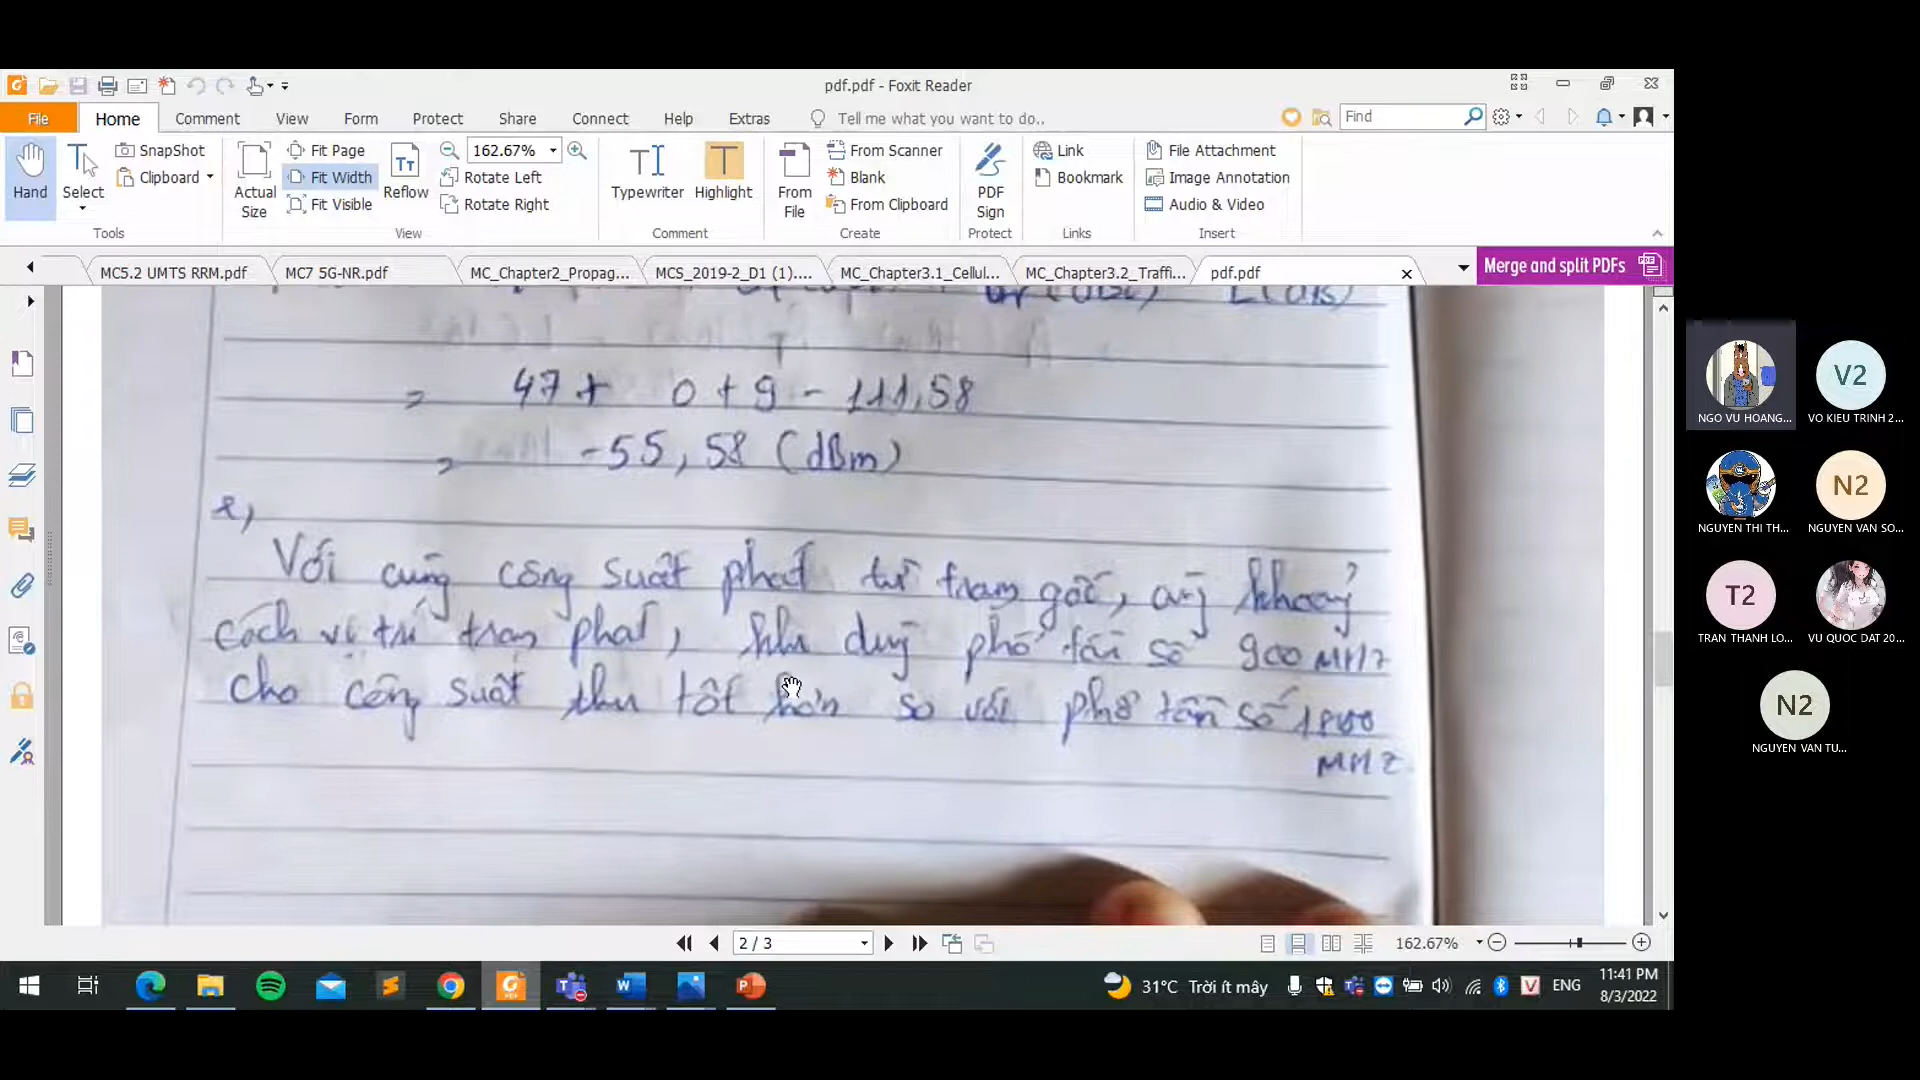 pdf.pdf - Foxit Reader
File Home Comment View Form Protect Share Connect Help Extras Tell me what you want to do.. Find
Hand Select SnapShot Clipboard Actual Size Fit Page Fit Width Fit Visible Reflow 162.67% Rotate Left Rotate Right Typewriter Highlight From File From Scanner Blank From Clipboard PDF Sign Link Bookmark File Attachment Image Annotation Audio & Video
Tools View Comment Create Protect Links Insert
MC5.2 UMTS RRM.pdf MC7 5G-NR.pdf MC_Chapter2_Propag... MCS_2019-2_D1 (1).... MC_Chapter3.1_Cellul... MC_Chapter3.2_Traffi... pdf.pdf Merge and split PDFs
= 47 + 0 + 9 - 111,58
= -55,58 (dBm)
Với cùng công suất phát từ trạm gốc, cùng khoảng
cách vị trí trạm phát, khi dùng phổ tần số 900 MHz
cho công suất thu tốt hơn so với phổ tần số 1800
MHz
NGO VU HOANG...
V2
VO KIEU TRINH 2...
NGUYEN THI TH...
N2
NGUYEN VAN SO...
T2
TRAN THANH LO...
VU QUOC DAT 20...
N2
NGUYEN VAN TU...
2 / 3 162.67%
31°C Trời ít mây ENG 11:41 PM
8/3/2022